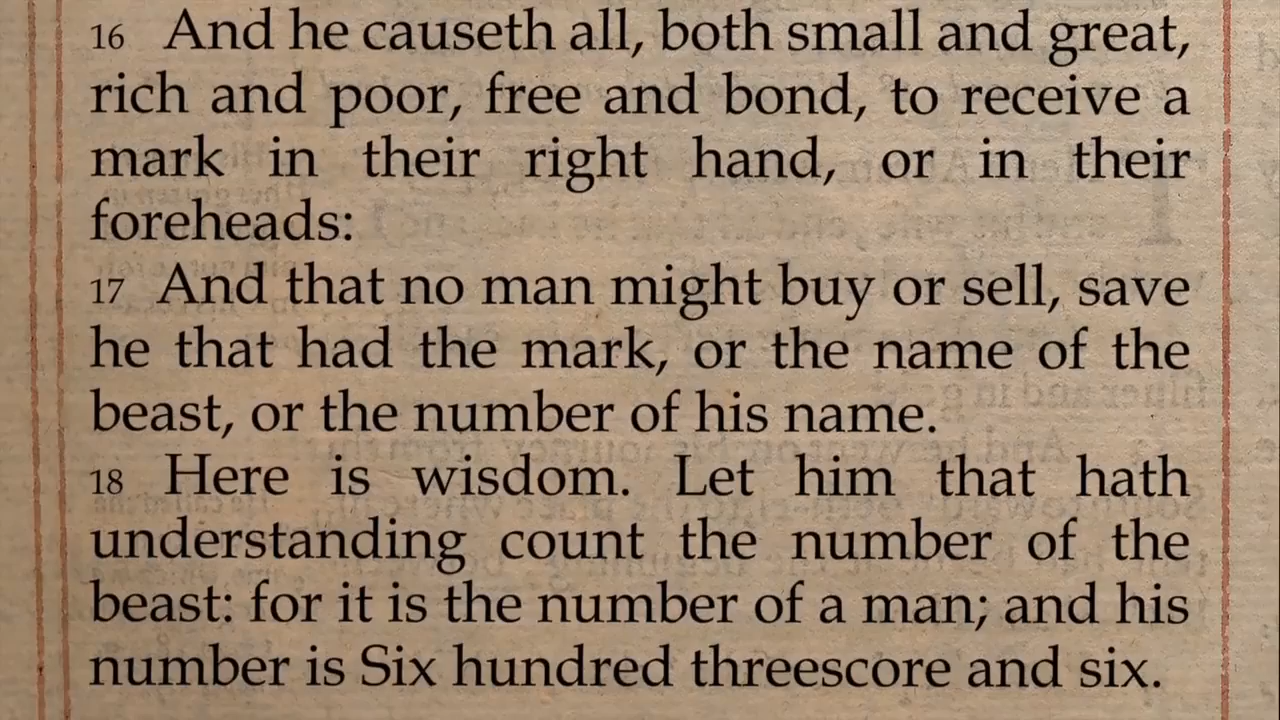 16 And he causeth all, both small and great,
rich and poor, free and bond, to receive a
mark in their right hand, or in their
foreheads:
17 And that no man might buy or sell, save
he that had the mark, or the name of the
beast, or the number of his name.
18 Here is wisdom. Let him that hath
understanding count the number of the
beast: for it is the number of a man; and his
number is Six hundred threescore and six.